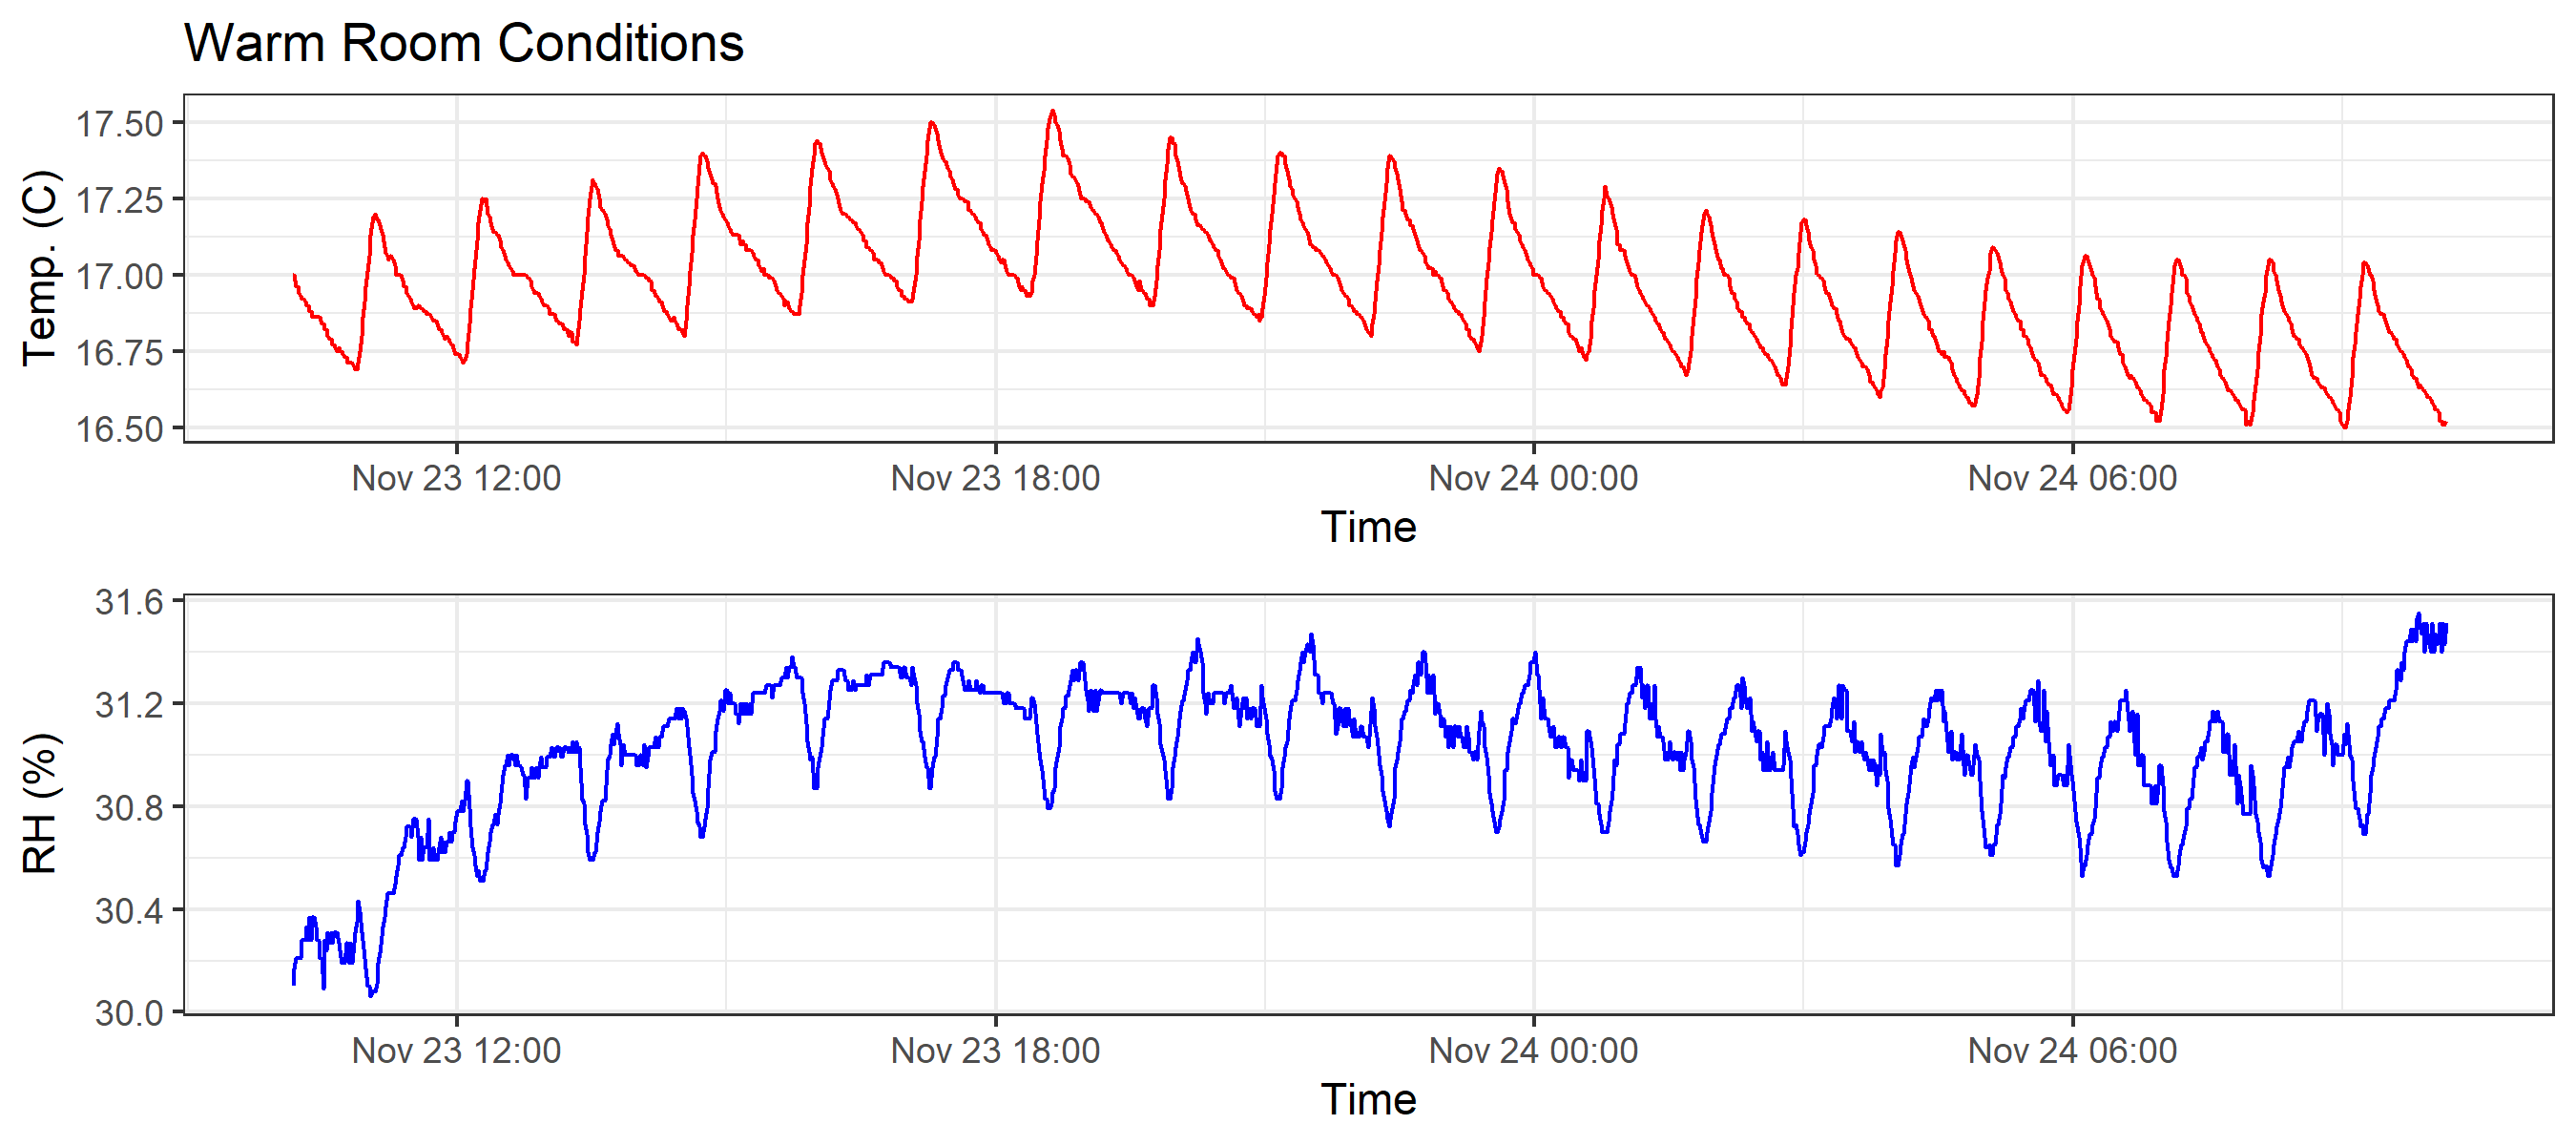 Warm Room Conditions
Temp. (C)
17.50
17.25
17.00
16.75
16.50
Nov 23 12:00 Nov 23 18:00 Nov 24 00:00 Nov 24 06:00
Time
RH (%)
31.6
31.2
30.8
30.4
30.0
Nov 23 12:00 Nov 23 18:00 Nov 24 00:00 Nov 24 06:00
Time